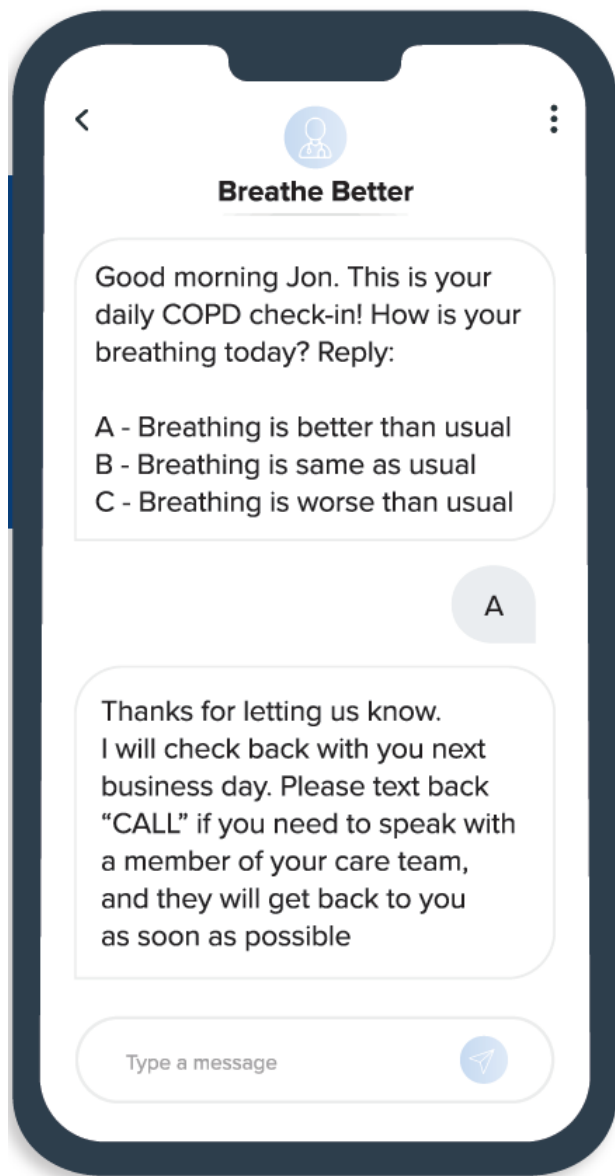 Breathe Better
Good morning Jon. This is your
daily COPD check-in! How is your
breathing today? Reply:
A - Breathing is better than usual
B - Breathing is same as usual
C - Breathing is worse than usual
A
Thanks for letting us know.
I will check back with you next
business day. Please text back
“CALL” if you need to speak with
a member of your care team,
and they will get back to you
as soon as possible
Type a message